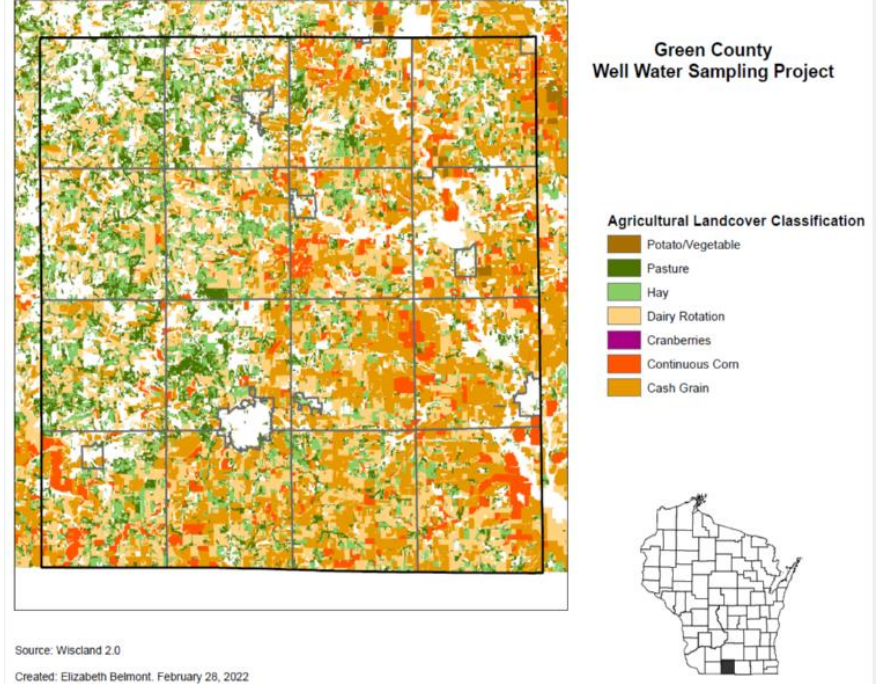 Green County
Well Water Sampling Project
Agricultural Landcover Classification
Potato/Vegetable
Pasture
Hay
Dairy Rotation
Cranberries
Continuous Corn
Cash Grain
Source: Wiscland 2.0
Created: Elizabeth Belmont. February 28, 2022